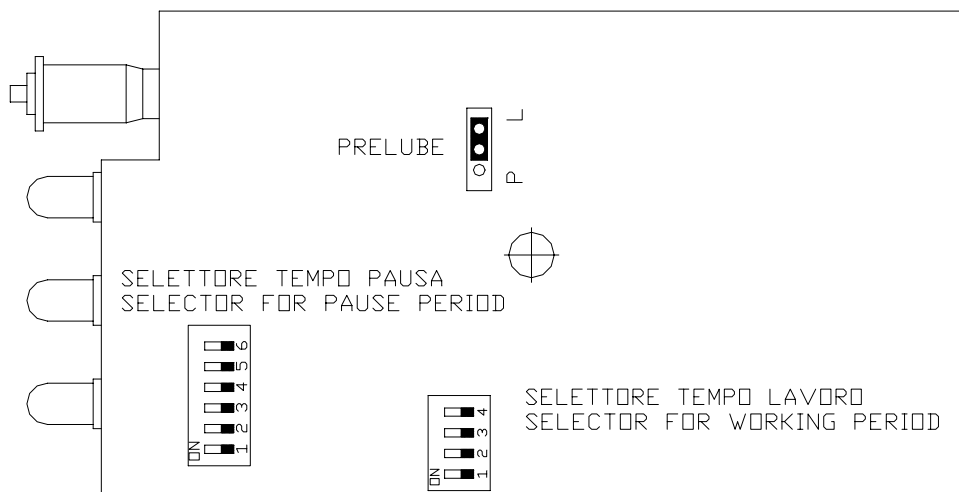 PRELUBE
L
P
SELETTORE TEMPO PAUSA
SELECTOR FOR PAUSE PERIOD
6
5
4
3
2
1
ON
SELETTORE TEMPO LAVORO
SELECTOR FOR WORKING PERIOD
4
3
2
1
ON